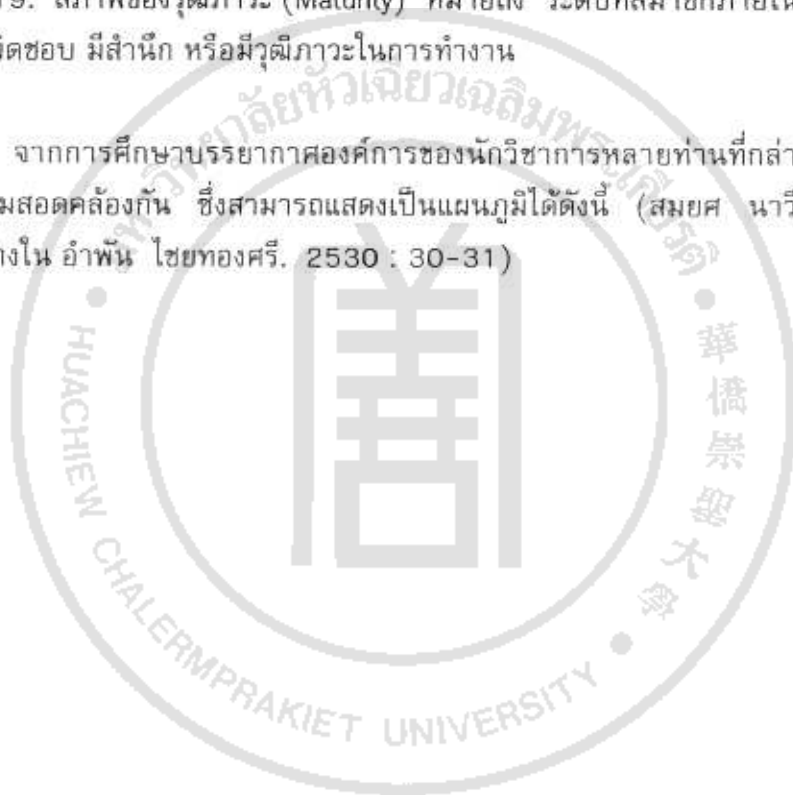 19. สภาพของวุฒิภาวะ (Maturity) หมายถึง ระดับที่สมาชิกภายใน
ผิดชอบ มีสำนึก หรือมีวุฒิภาวะในการทำงาน
จากการศึกษาบรรยากาศองค์การของนักวิชาการหลายท่านที่กล่า
มสอดคล้องกัน ซึ่งสามารถแสดงเป็นแผนภูมิได้ดังนี้ (สมยศ นาวี
างใน อำพัน ไชยทองศรี. 2530 : 30-31)
มหาวิทยาลัยหัวเฉียวเฉลิมพระเกียรติ
HUACHIEW CHALERMPRAKIET UNIVERSITY
華僑崇聖大學
善